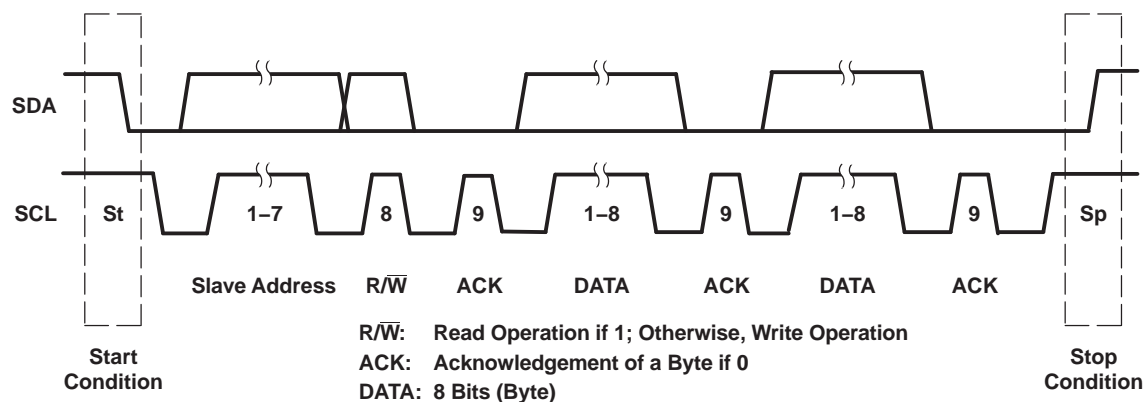 SDA
SCL St 1–7 8 9 1–8 9 1–8 9 Sp
Slave Address R/W̅ ACK DATA ACK DATA ACK
R/W̅: Read Operation if 1; Otherwise, Write Operation
ACK: Acknowledgement of a Byte if 0
DATA: 8 Bits (Byte)
Start
Condition
Stop
Condition